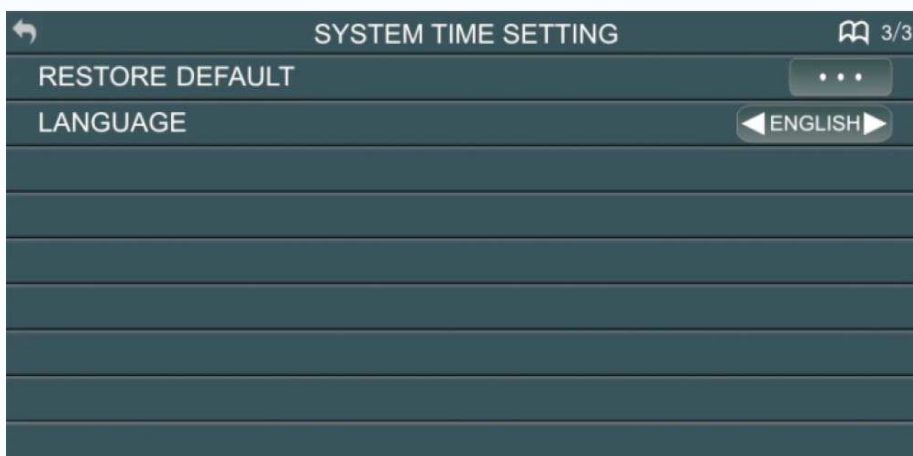 SYSTEM TIME SETTING 3/3
RESTORE DEFAULT ...
LANGUAGE ENGLISH